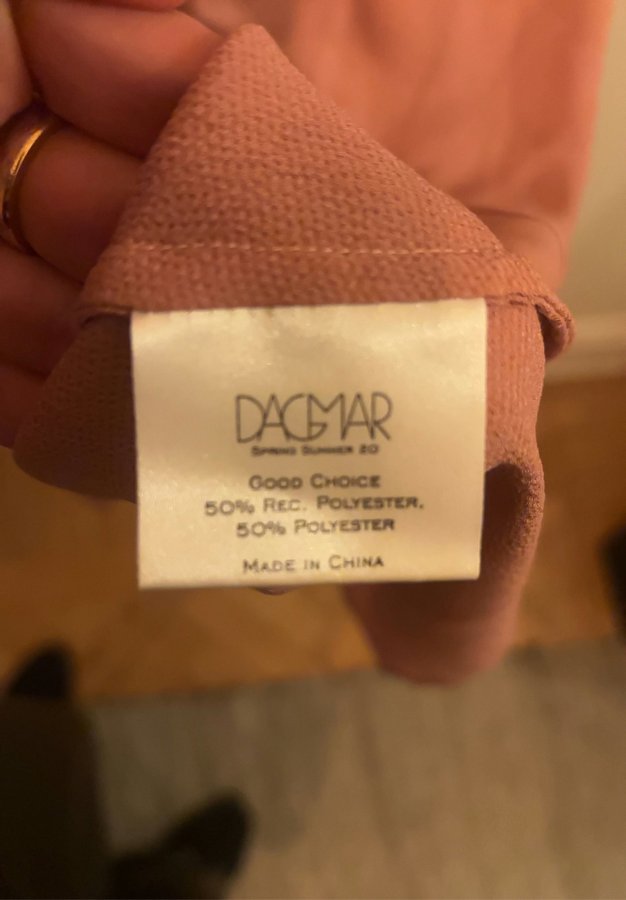 DAGMAR
SPRING SUMMER 20
GOOD CHOICE
50% REC. POLYESTER,
50% POLYESTER
MADE IN CHINA